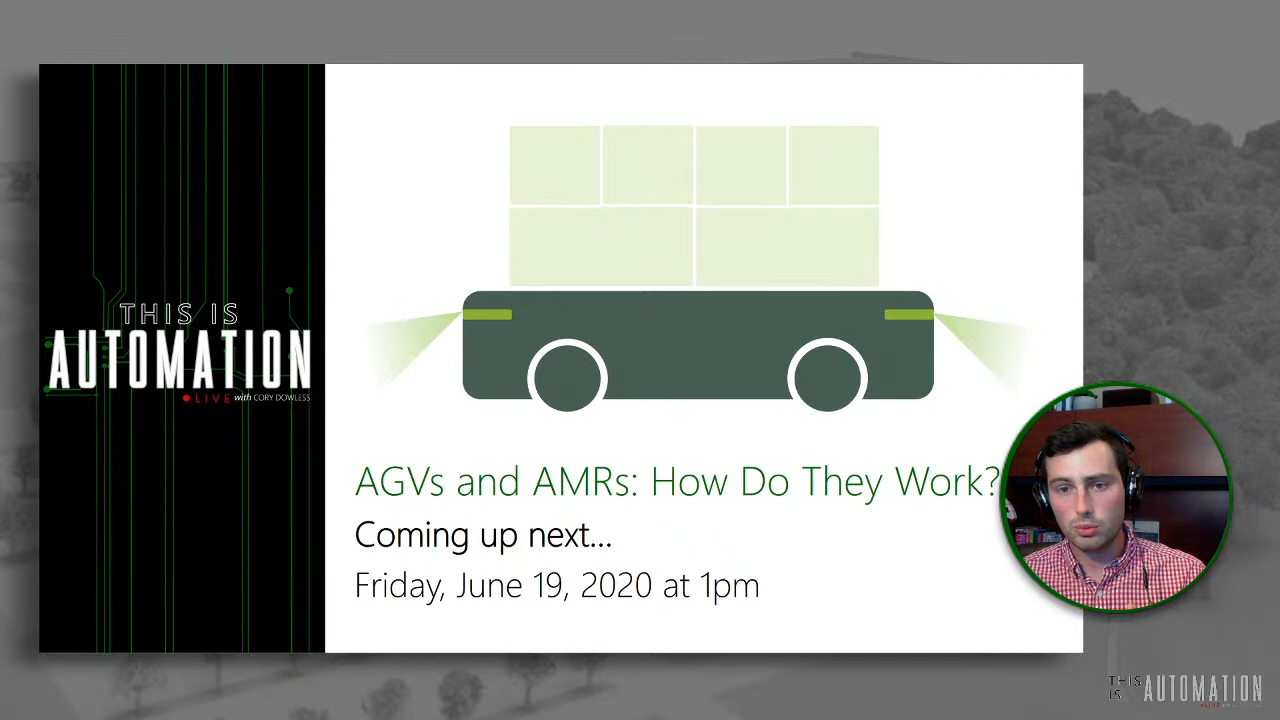 THIS IS
AUTOMATION
LIVE with CORY DOWLESS
AGVs and AMRs: How Do They Work?
Coming up next...
Friday, June 19, 2020 at 1pm
THIS
IS
AUTOMATION
LIVE